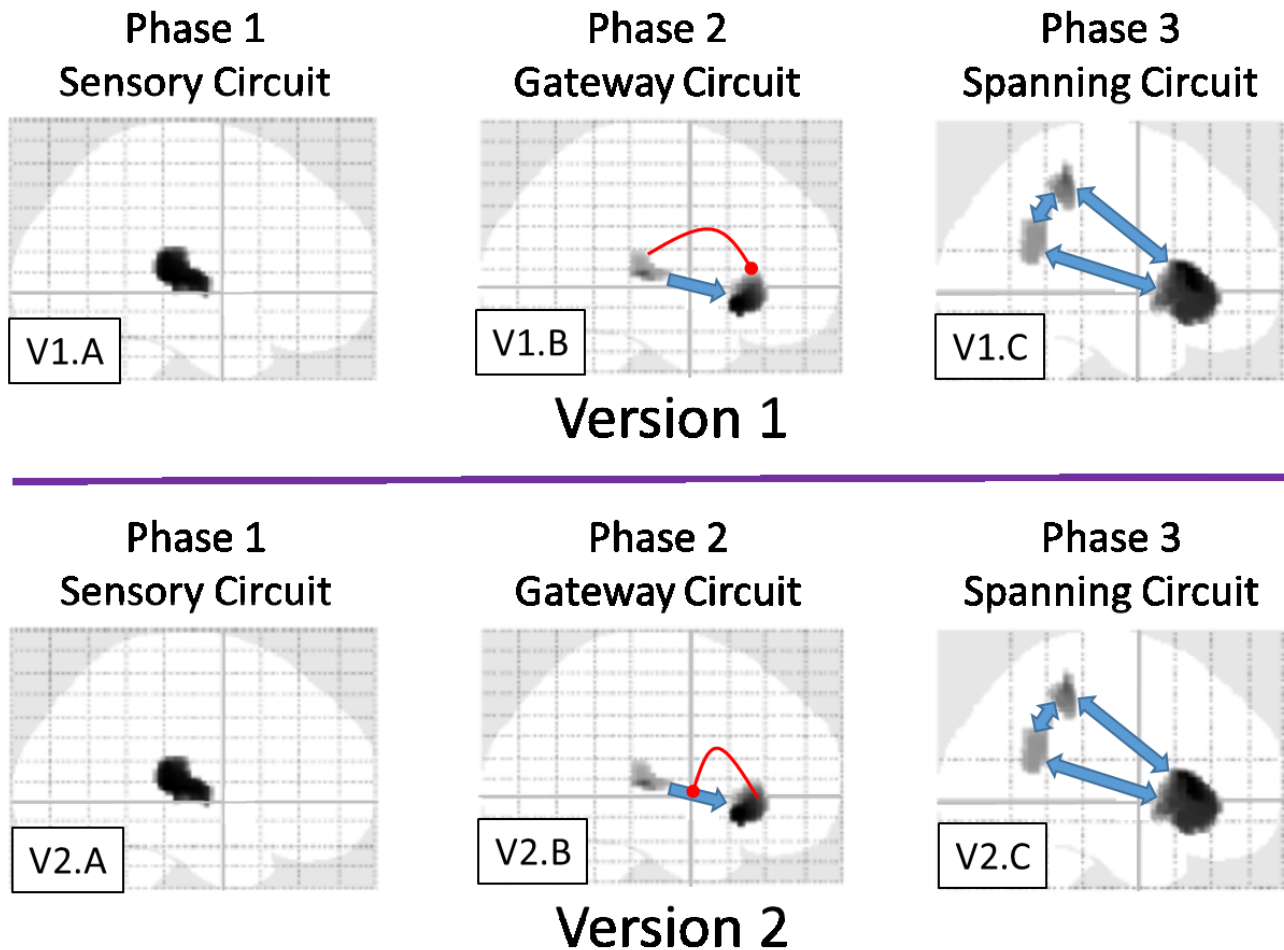 Phase 1
Sensory Circuit
Phase 2
Gateway Circuit
Phase 3
Spanning Circuit
V1.A
V1.B
V1.C
Version 1
Phase 1
Sensory Circuit
Phase 2
Gateway Circuit
Phase 3
Spanning Circuit
V2.A
V2.B
V2.C
Version 2